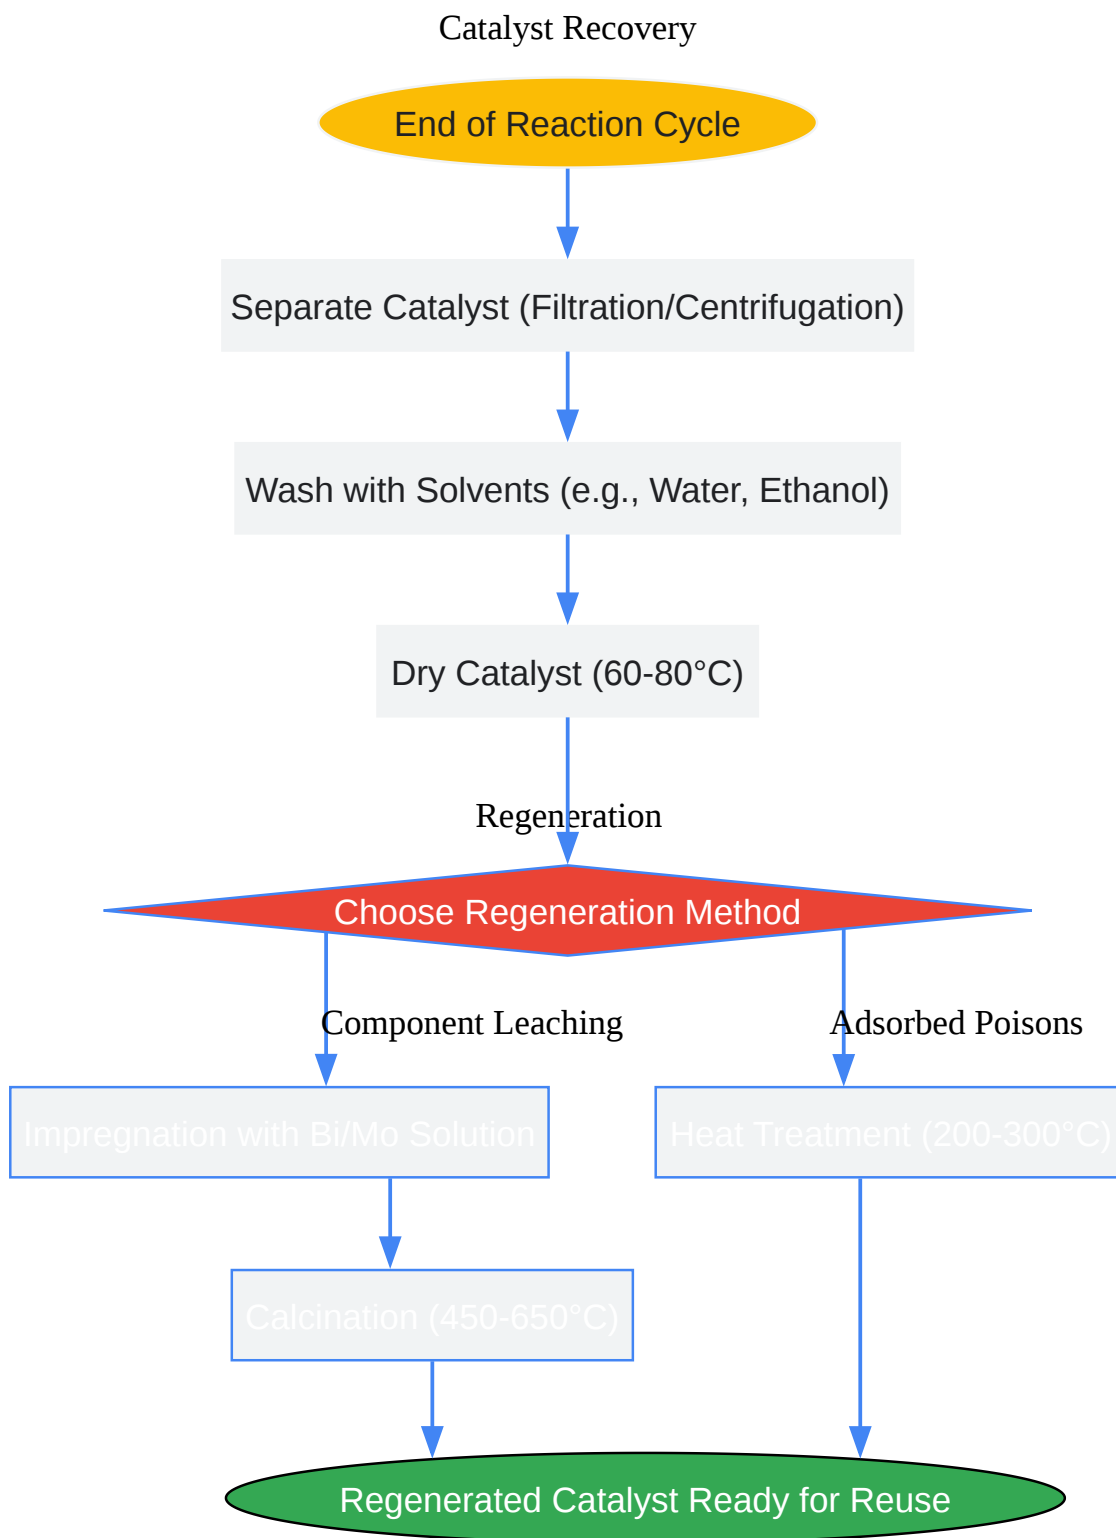 Catalyst Recovery
End of Reaction Cycle
Separate Catalyst (Filtration/Centrifugation)
Wash with Solvents (e.g., Water, Ethanol)
Dry Catalyst (60-80°C)
Regeneration
Choose Regeneration Method
Component Leaching
Adsorbed Poisons
Impregnation with Bi/Mo Solution
Heat Treatment (200-300°C)
Calcination (450-650°C)
Regenerated Catalyst Ready for Reuse